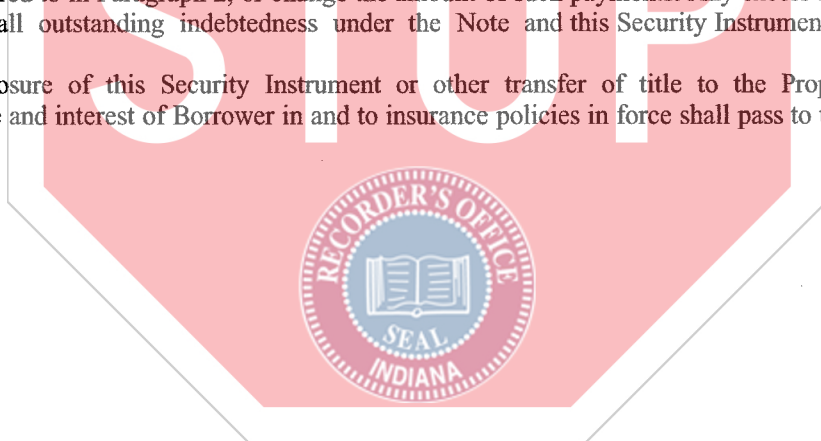 all outstanding indebtedness under the Note and this Security Instrumen
osure of this Security Instrument or other transfer of title to the Prop
and interest of Borrower in and to insurance policies in force shall pass to
STOP
RECORDER'S OFFICE
SEAL
INDIANA